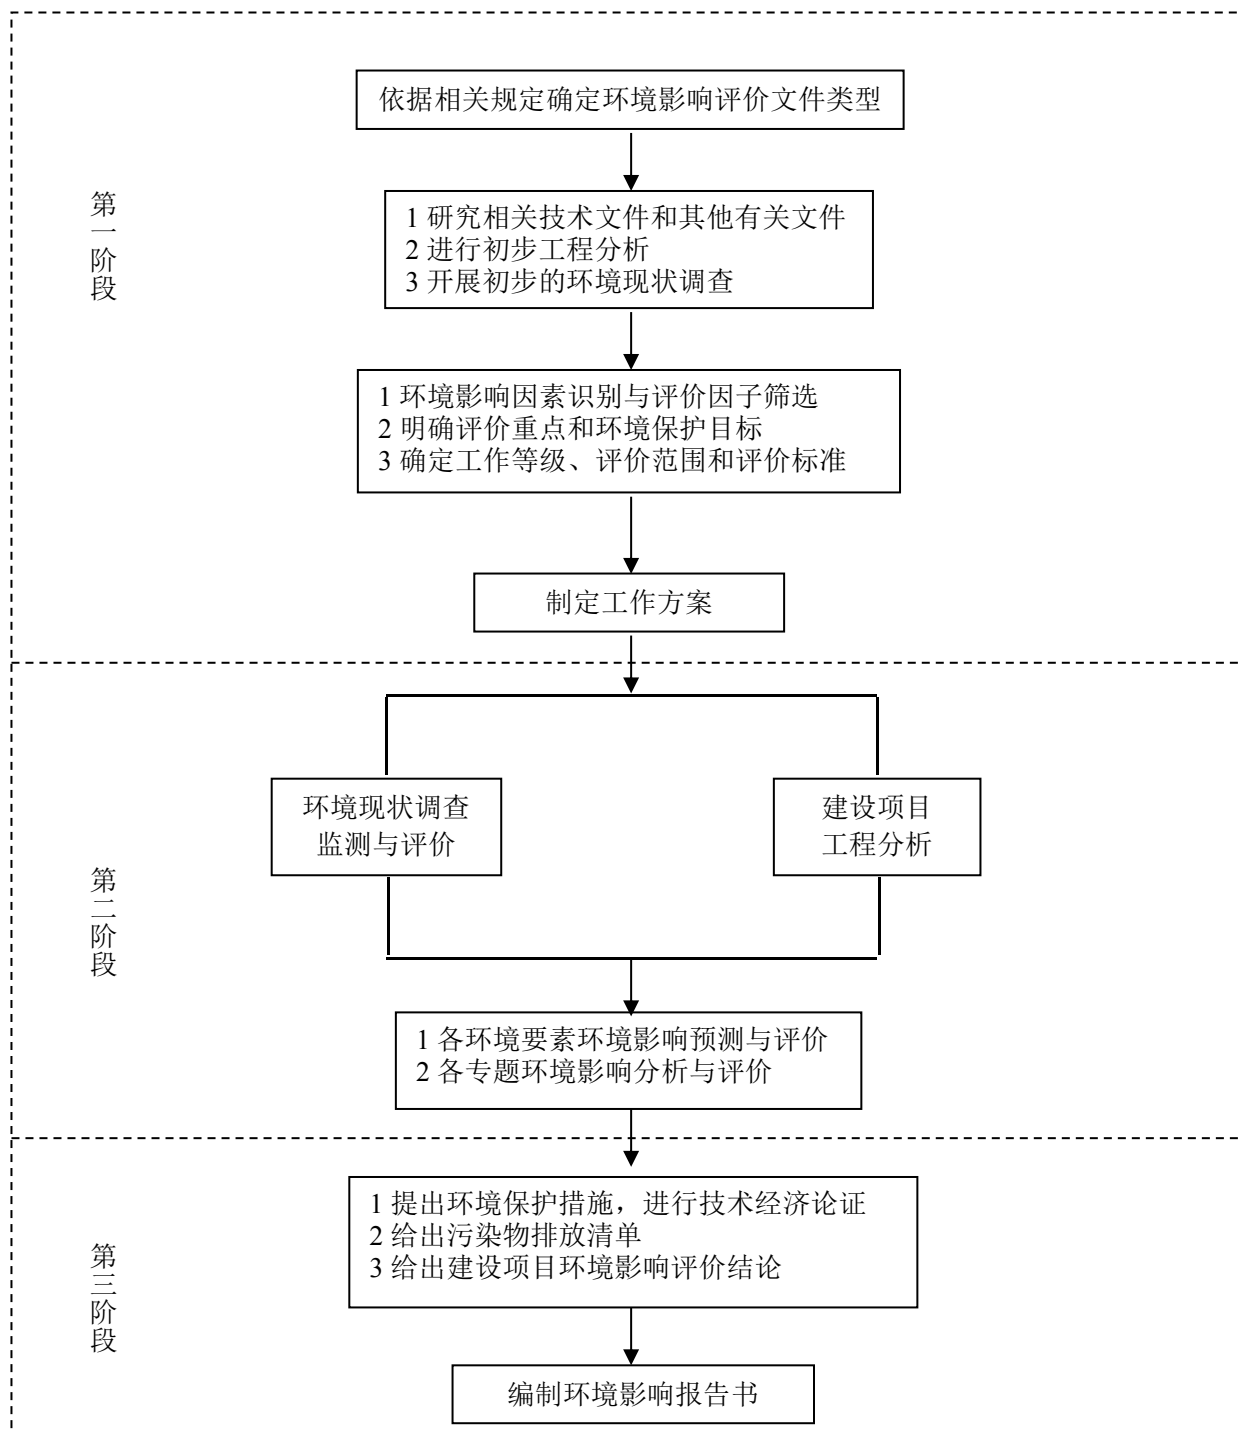 依据相关规定确定环境影响评价文件类型
第一阶段
1 研究相关技术文件和其他有关文件
2 进行初步工程分析
3 开展初步的环境现状调查
1 环境影响因素识别与评价因子筛选
2 明确评价重点和环境保护目标
3 确定工作等级、评价范围和评价标准
制定工作方案
环境现状调查
监测与评价
建设项目
工程分析
第二阶段
1 各环境要素环境影响预测与评价
2 各专题环境影响分析与评价
第三阶段
1 提出环境保护措施，进行技术经济论证
2 给出污染物排放清单
3 给出建设项目环境影响评价结论
编制环境影响报告书